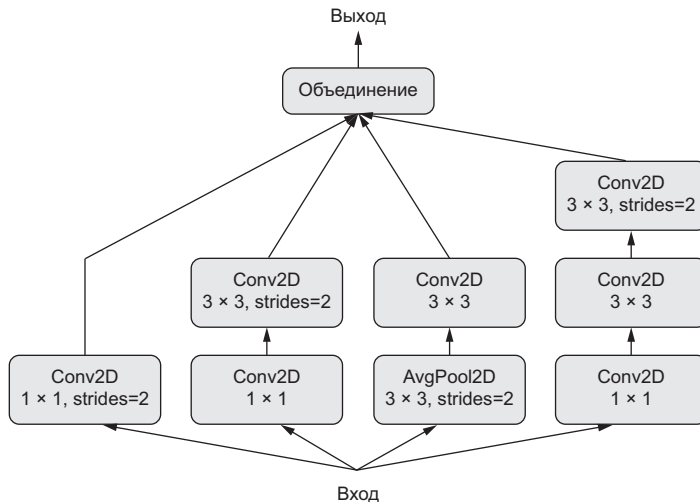 Выход
Объединение
Conv2D
3 × 3, strides=2
Conv2D
3 × 3, strides=2
Conv2D
3 × 3
Conv2D
3 × 3
Conv2D
1 × 1, strides=2
Conv2D
1 × 1
AvgPool2D
3 × 3, strides=2
Conv2D
1 × 1
Вход